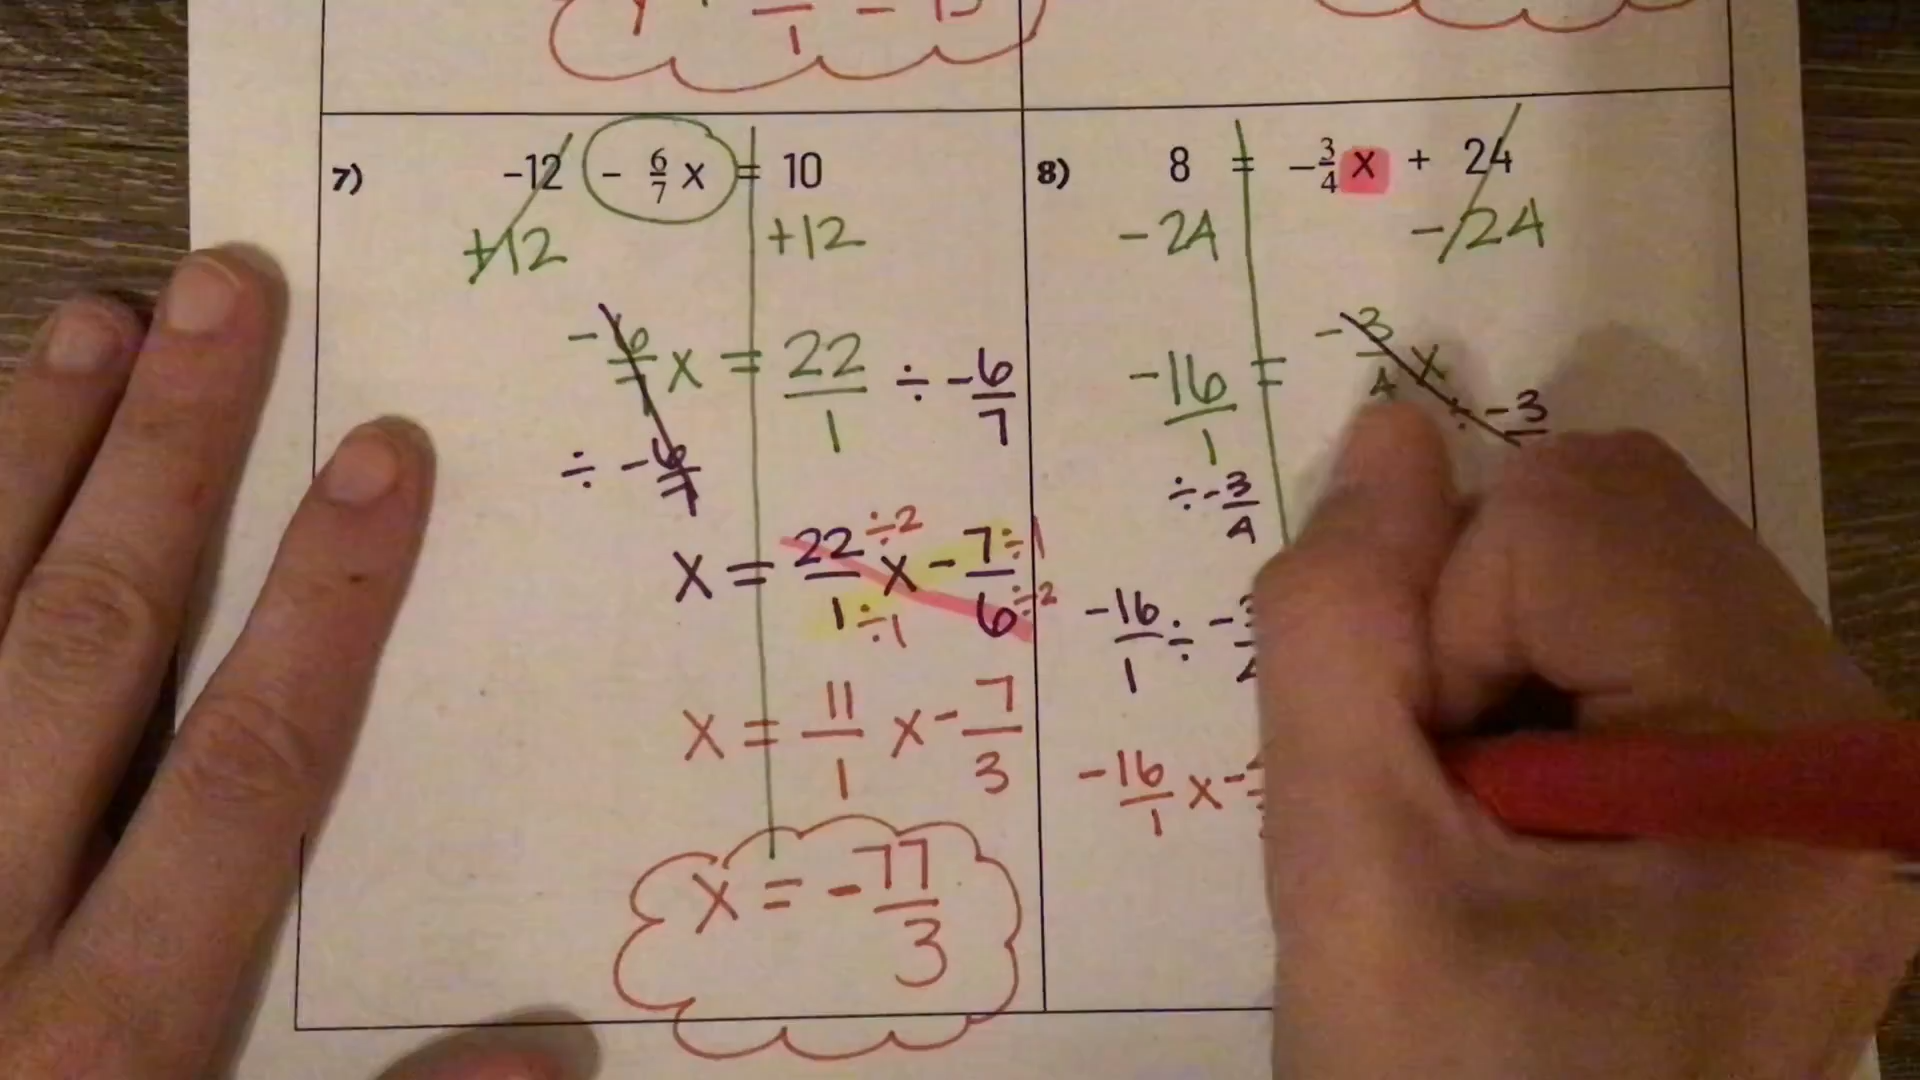 1
7) -12 - 6/7 x = 10
+12 +12
- 6/7 x = 22/1 ÷ - 6/7
÷ - 6/7
x = 22/1 x - 7/6
÷2 ÷1
÷1 ÷2
x = 11/1 x - 7/3
x = - 77/3
8) 8 = - 3/4 x + 24
-24 -24
-16/1 = - 3/4 x ÷ -3
÷ - 3/4
-16/1 ÷
-16/1 x -